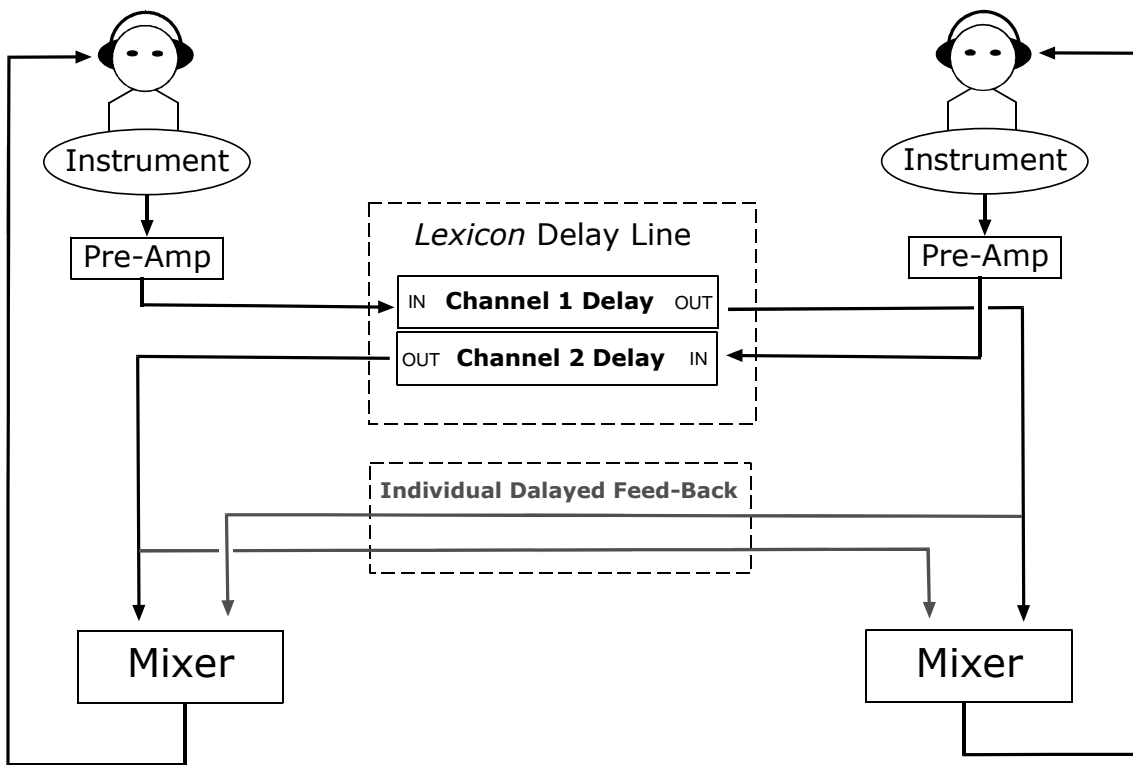 Instrument
Instrument
Pre-Amp
Pre-Amp
Lexicon Delay Line
IN Channel 1 Delay OUT
OUT Channel 2 Delay IN
Individual Dalayed Feed-Back
Mixer
Mixer